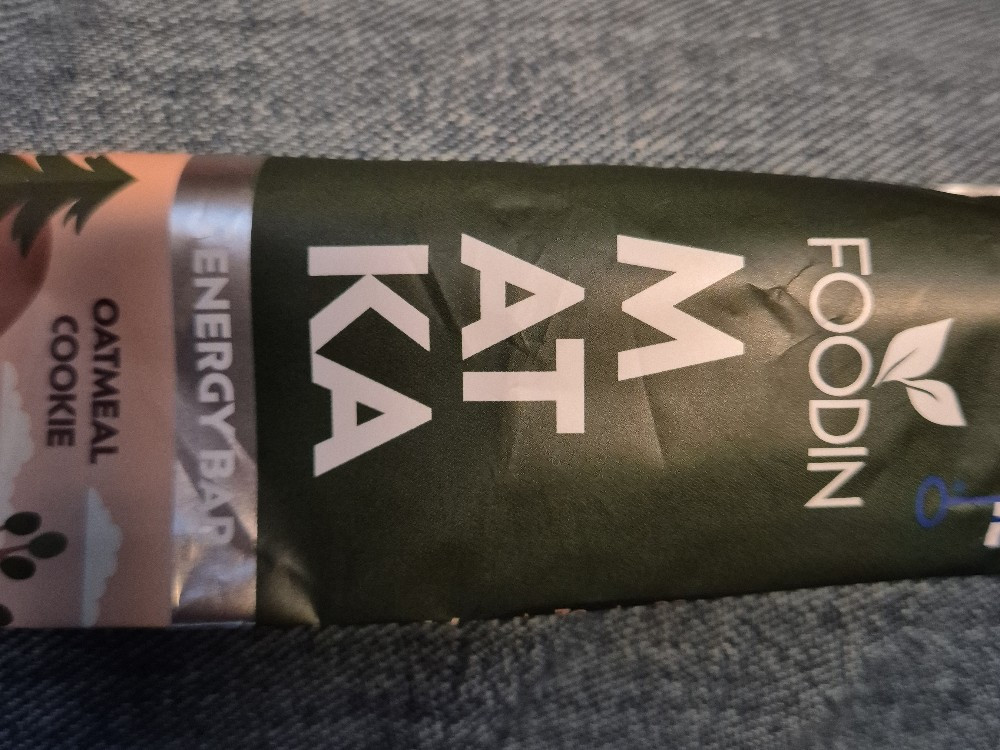 FOODIN
M
AT
KA
ENERGY BAR
OATMEAL
COOKIE